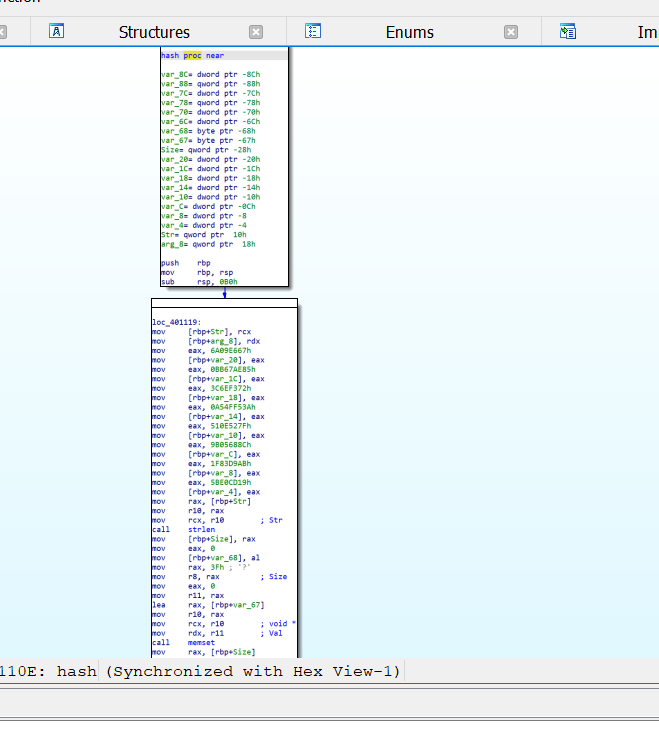 Structures Enums Im
hash proc near
var_8C= dword ptr -8Ch
var_88= qword ptr -88h
var_7C= dword ptr -7Ch
var_78= qword ptr -78h
var_70= dword ptr -70h
var_6C= dword ptr -6Ch
var_68= byte ptr -68h
var_67= byte ptr -67h
Size= qword ptr -28h
var_20= dword ptr -20h
var_1C= dword ptr -1Ch
var_18= dword ptr -18h
var_14= dword ptr -14h
var_10= dword ptr -10h
var_C= dword ptr -0Ch
var_8= dword ptr -8
var_4= dword ptr -4
Str= qword ptr 10h
arg_8= qword ptr 18h
push rbp
mov rbp, rsp
sub rsp, 0B0h
loc_401119:
mov [rbp+Str], rcx
mov [rbp+arg_8], rdx
mov eax, 6A09E667h
mov [rbp+var_20], eax
mov eax, 0BB67AE85h
mov [rbp+var_1C], eax
mov eax, 3C6EF372h
mov [rbp+var_18], eax
mov eax, 0A54FF53Ah
mov [rbp+var_14], eax
mov eax, 510E527Fh
mov [rbp+var_10], eax
mov eax, 9B05688Ch
mov [rbp+var_C], eax
mov eax, 1F83D9ABh
mov [rbp+var_8], eax
mov eax, 5BE0CD19h
mov [rbp+var_4], eax
mov rax, [rbp+Str]
mov r10, rax
mov rcx, r10 ; Str
call strlen
mov [rbp+Size], rax
mov eax, 0
mov [rbp+var_68], al
mov rax, 3Fh ; '?'
mov r8, rax ; Size
mov eax, 0
mov r11, rax
lea rax, [rbp+var_67]
mov r10, rax
mov rcx, r10 ; void *
mov rdx, r11 ; Val
call memset
mov rax, [rbp+Size]
110E: hash (Synchronized with Hex View-1)